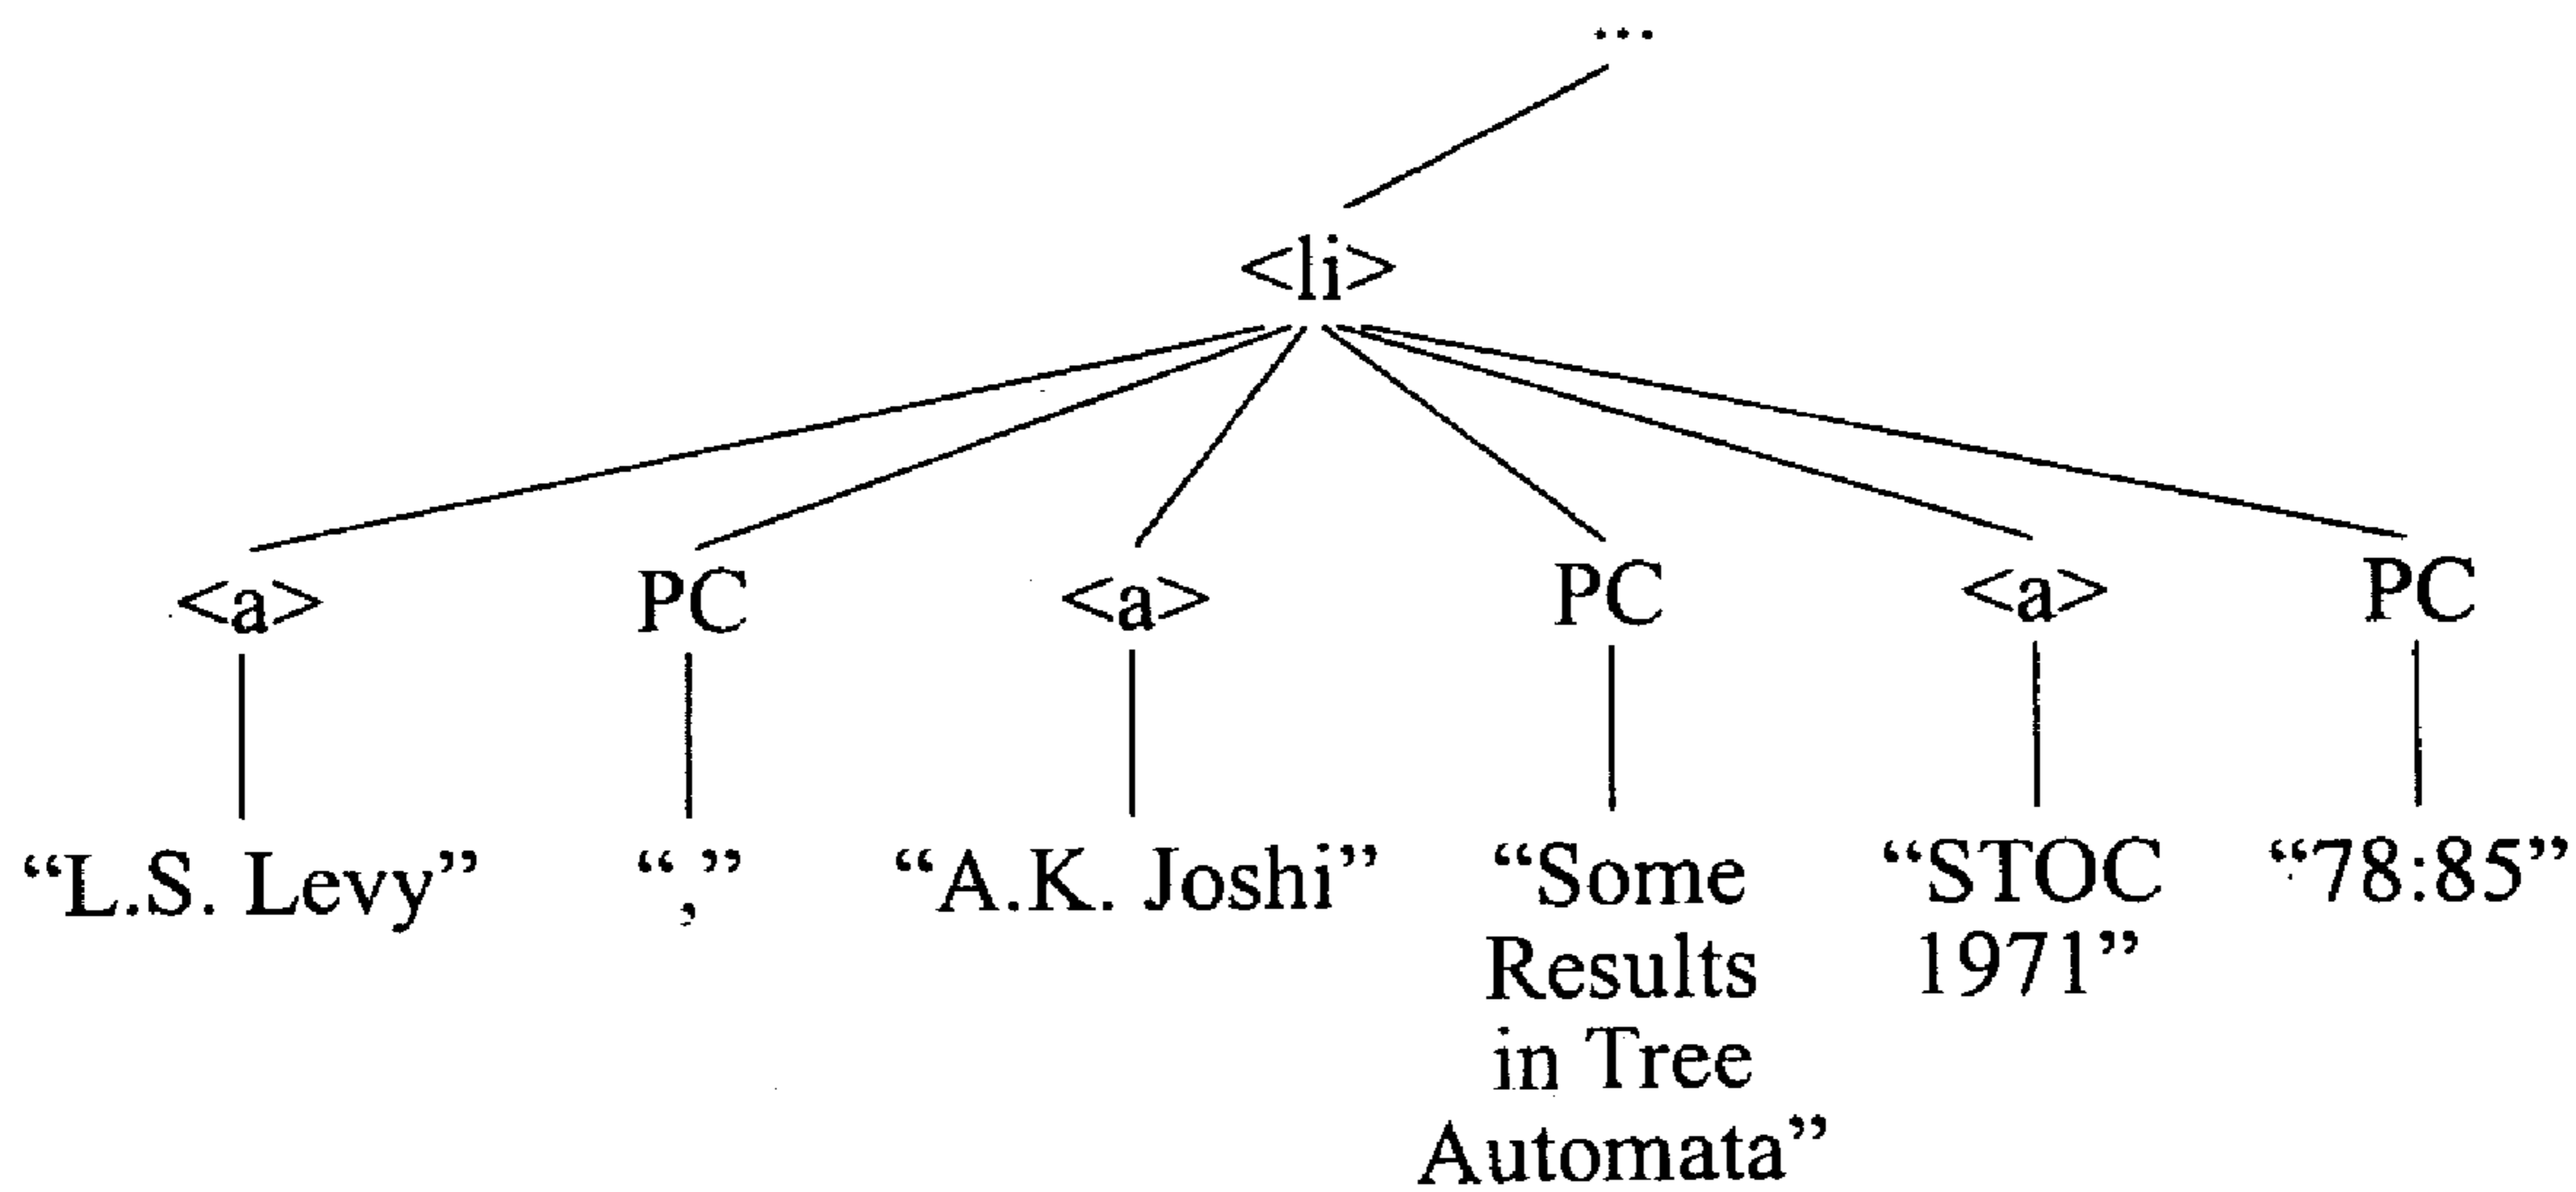 ...
<li>
<a> PC <a> PC <a> PC
“L.S. Levy” “,” “A.K. Joshi” “Some “STOC “78:85”
Results 1971”
in Tree
Automata”